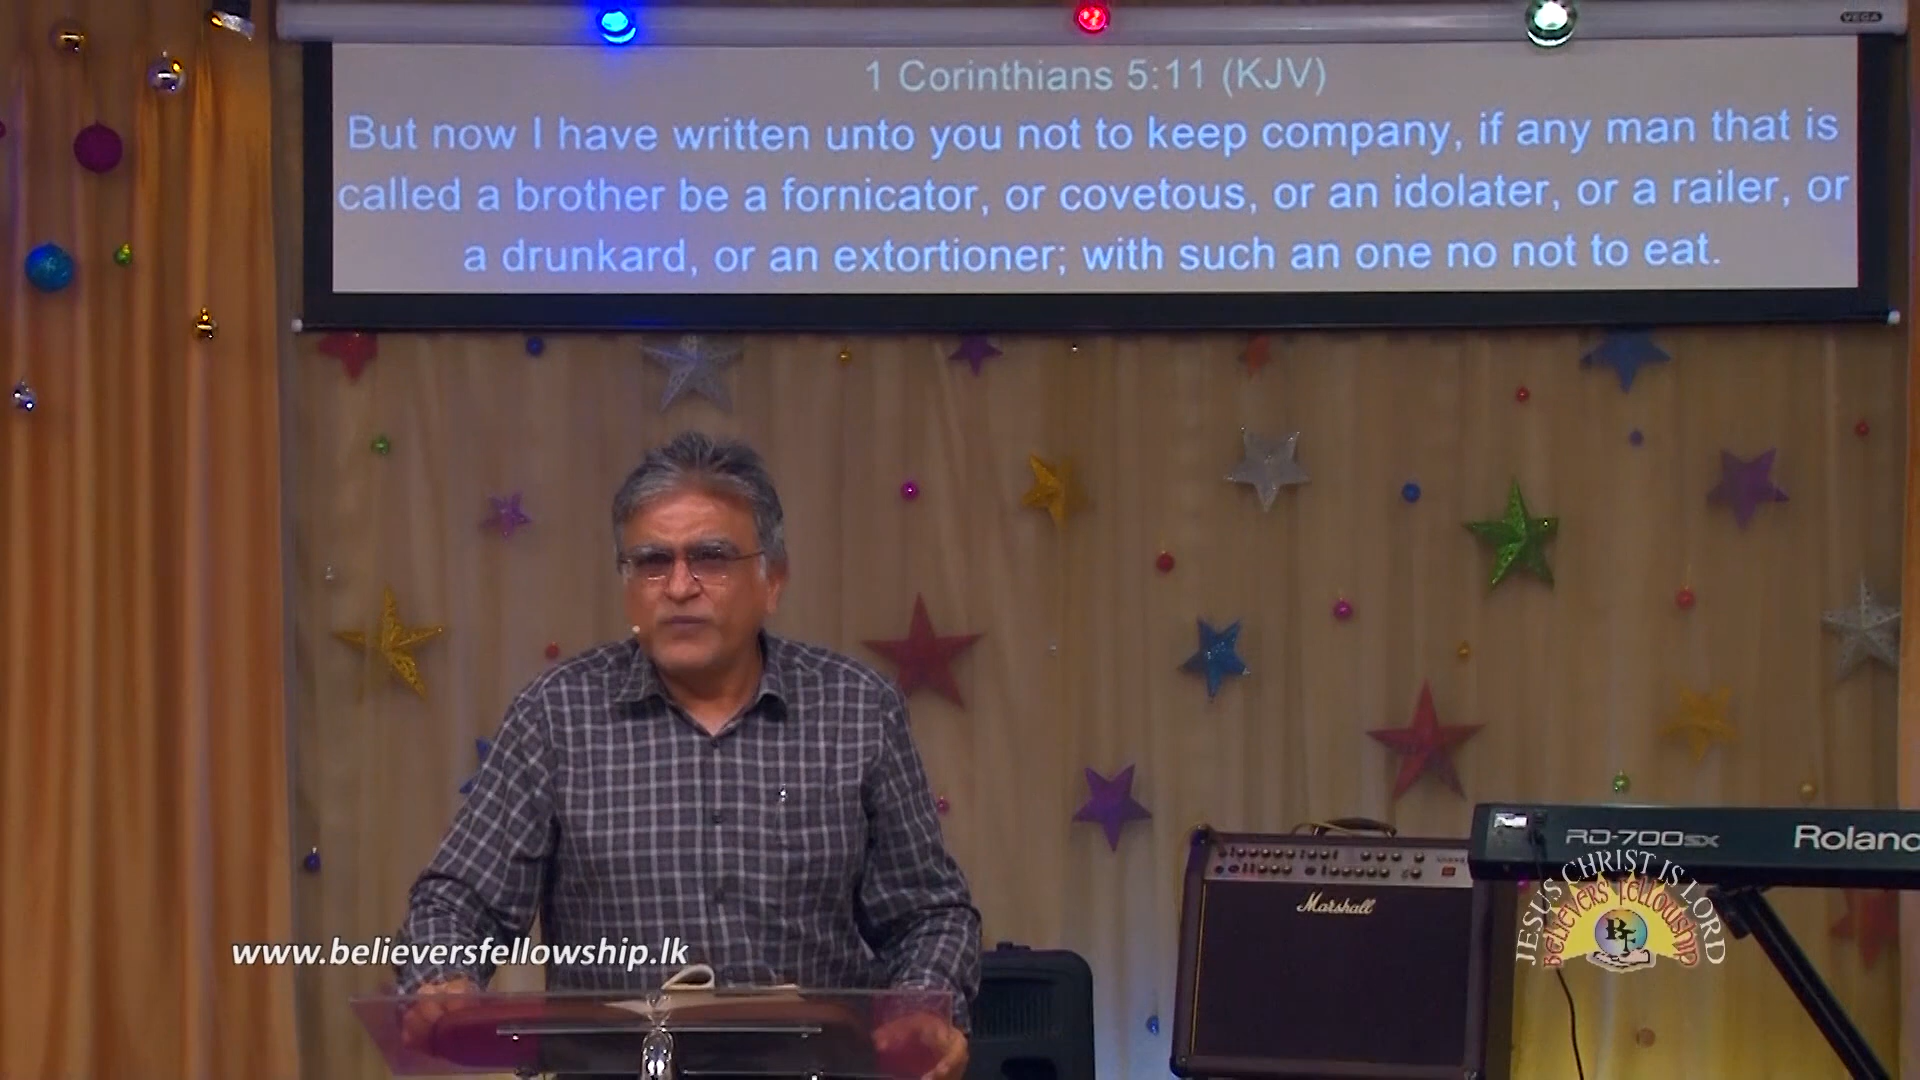 VEGA
1 Corinthians 5:11 (KJV)
But now I have written unto you not to keep company, if any man that is
called a brother be a fornicator, or covetous, or an idolater, or a railer, or
a drunkard, or an extortioner; with such an one no not to eat.
RD-700SX
Roland
Marshall
JESUS CHRIST IS LORD
BELIEVERS FELLOWSHIP
BF
www.believersfellowship.lk